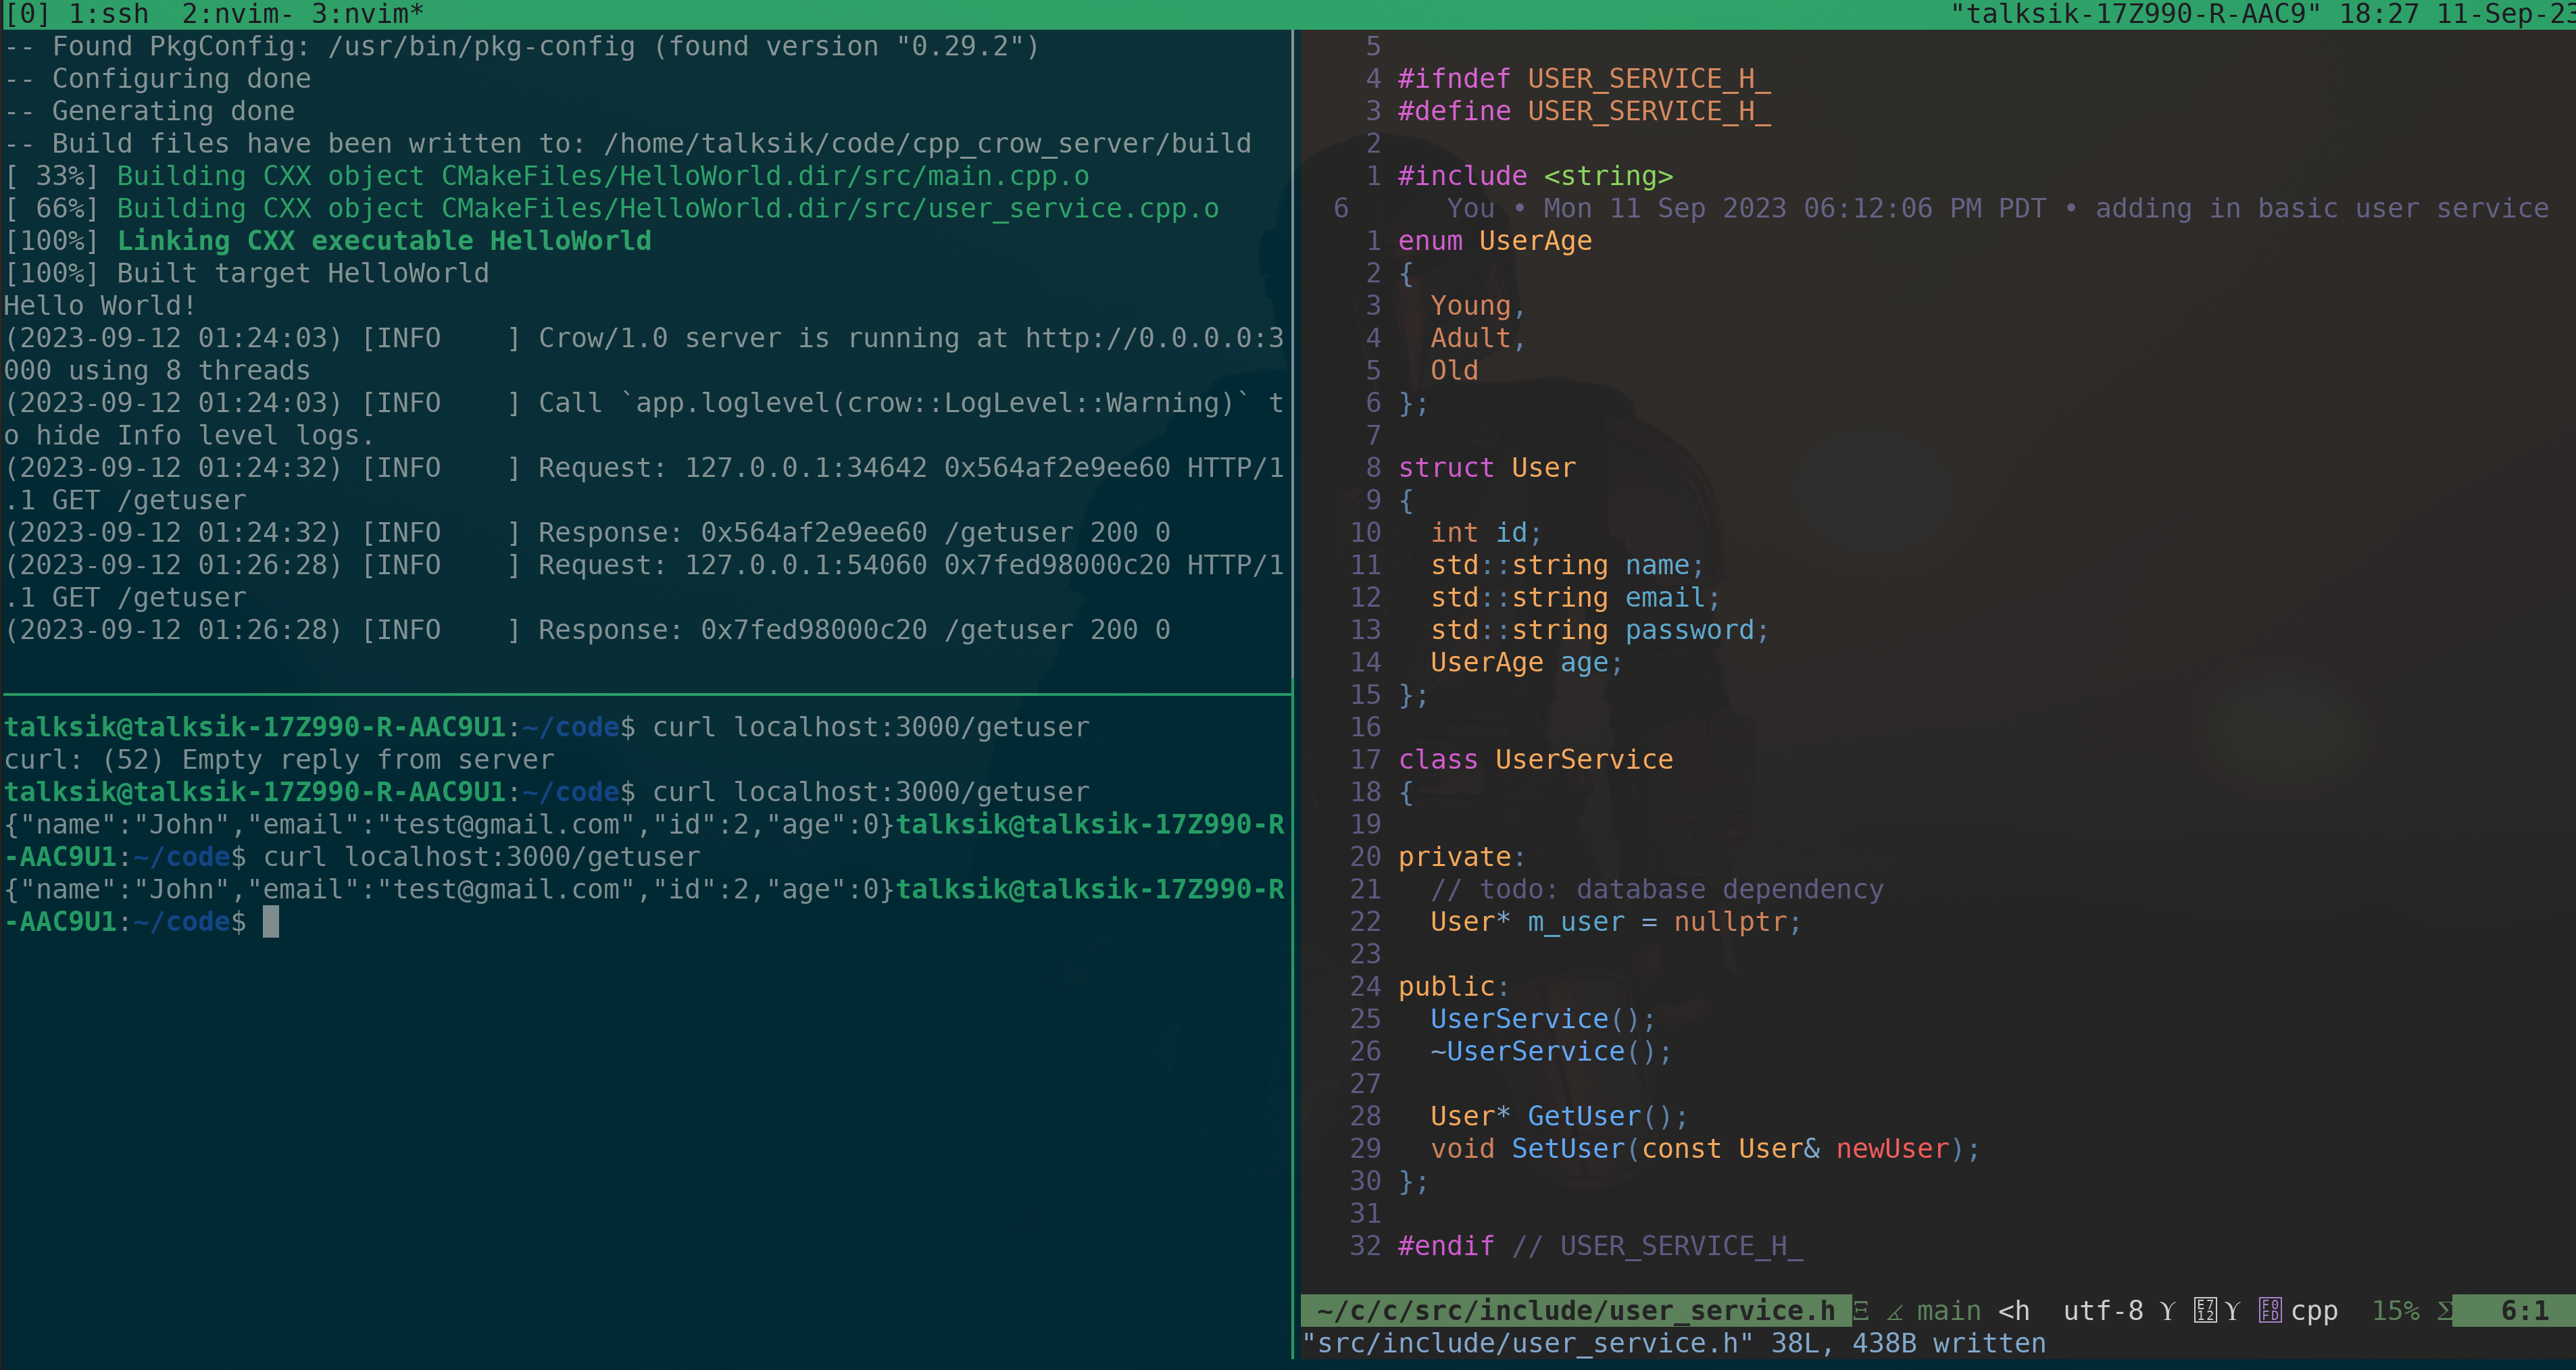 [0] 1:ssh  2:nvim- 3:nvim*
"talksik-17Z990-R-AAC9" 18:27 11-Sep-23
-- Found PkgConfig: /usr/bin/pkg-config (found version "0.29.2")
-- Configuring done
-- Generating done
-- Build files have been written to: /home/talksik/code/cpp_crow_server/build
[ 33%] Building CXX object CMakeFiles/HelloWorld.dir/src/main.cpp.o
[ 66%] Building CXX object CMakeFiles/HelloWorld.dir/src/user_service.cpp.o
[100%] Linking CXX executable HelloWorld
[100%] Built target HelloWorld
Hello World!
(2023-09-12 01:24:03) [INFO    ] Crow/1.0 server is running at http://0.0.0.0:3
000 using 8 threads
(2023-09-12 01:24:03) [INFO    ] Call `app.loglevel(crow::LogLevel::Warning)` t
o hide Info level logs.
(2023-09-12 01:24:32) [INFO    ] Request: 127.0.0.1:34642 0x564af2e9ee60 HTTP/1
.1 GET /getuser
(2023-09-12 01:24:32) [INFO    ] Response: 0x564af2e9ee60 /getuser 200 0
(2023-09-12 01:26:28) [INFO    ] Request: 127.0.0.1:54060 0x7fed98000c20 HTTP/1
.1 GET /getuser
(2023-09-12 01:26:28) [INFO    ] Response: 0x7fed98000c20 /getuser 200 0
talksik@talksik-17Z990-R-AAC9U1:~/code$ curl localhost:3000/getuser
curl: (52) Empty reply from server
talksik@talksik-17Z990-R-AAC9U1:~/code$ curl localhost:3000/getuser
{"name":"John","email":"test@gmail.com","id":2,"age":0}talksik@talksik-17Z990-R
-AAC9U1:~/code$ curl localhost:3000/getuser
{"name":"John","email":"test@gmail.com","id":2,"age":0}talksik@talksik-17Z990-R
-AAC9U1:~/code$
5
4 #ifndef USER_SERVICE_H_
3 #define USER_SERVICE_H_
2
1 #include <string>
6 You • Mon 11 Sep 2023 06:12:06 PM PDT • adding in basic user service
1 enum UserAge
2 {
3   Young,
4   Adult,
5   Old
6 };
7
8 struct User
9 {
10   int id;
11   std::string name;
12   std::string email;
13   std::string password;
14   UserAge age;
15 };
16
17 class UserService
18 {
19
20 private:
21   // todo: database dependency
22   User* m_user = nullptr;
23
24 public:
25   UserService();
26   ~UserService();
27
28   User* GetUser();
29   void SetUser(const User& newUser);
30 };
31
32 #endif // USER_SERVICE_H_
~/c/c/src/include/user_service.h main <h utf-8 cpp 15% 6:1
"src/include/user_service.h" 38L, 438B written